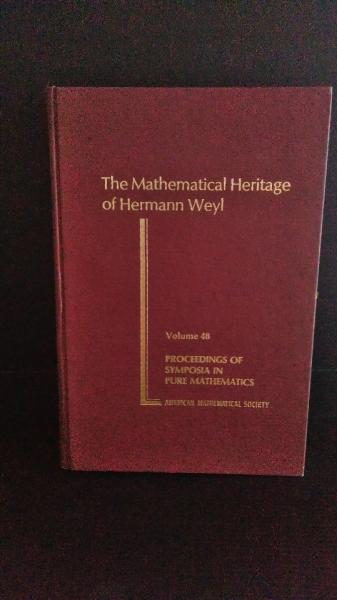 The Mathematical Heritage
of Hermann Weyl
Volume 48
PROCEEDINGS OF
SYMPOSIA IN
PURE MATHEMATICS
AMERICAN MATHEMATICAL SOCIETY